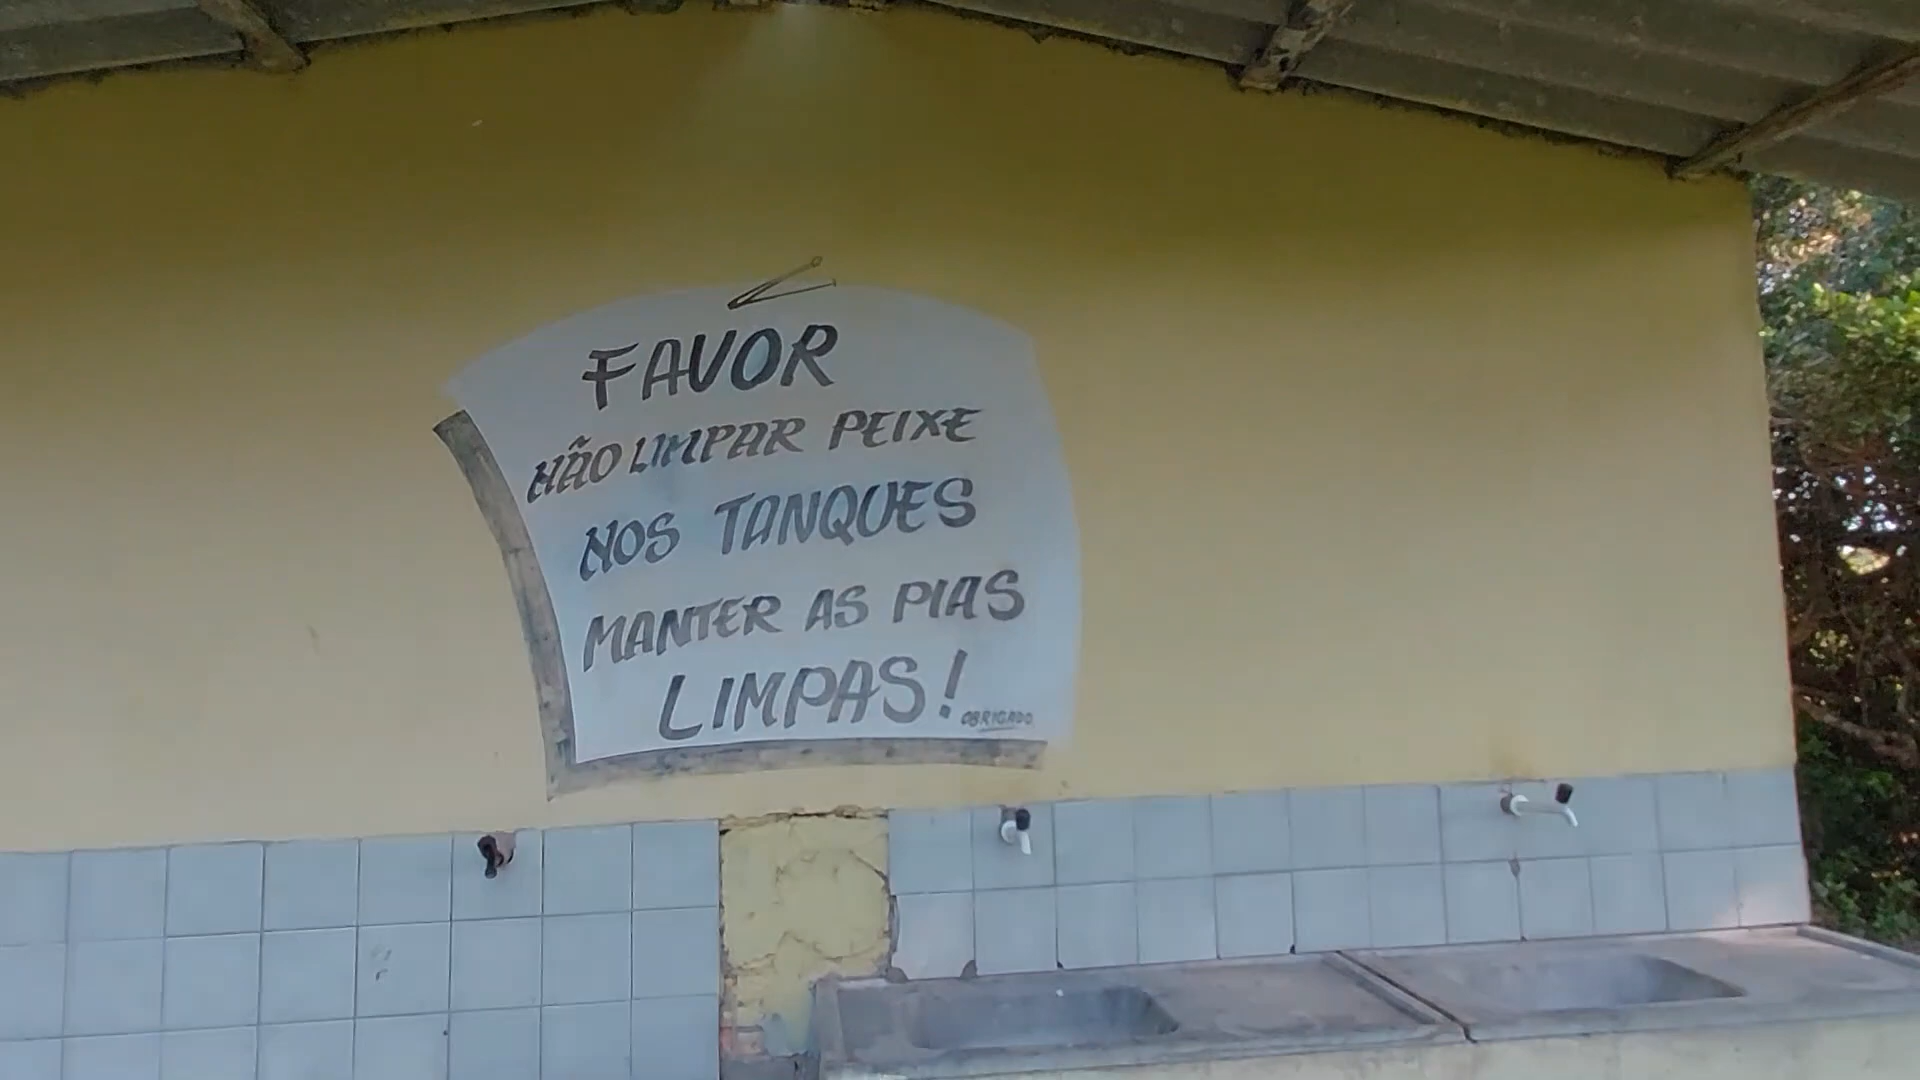 FAVOR
NÃO LIMPAR PEIXE
NOS TANQUES
MANTER AS PIAS
LIMPAS!
OBRIGADO